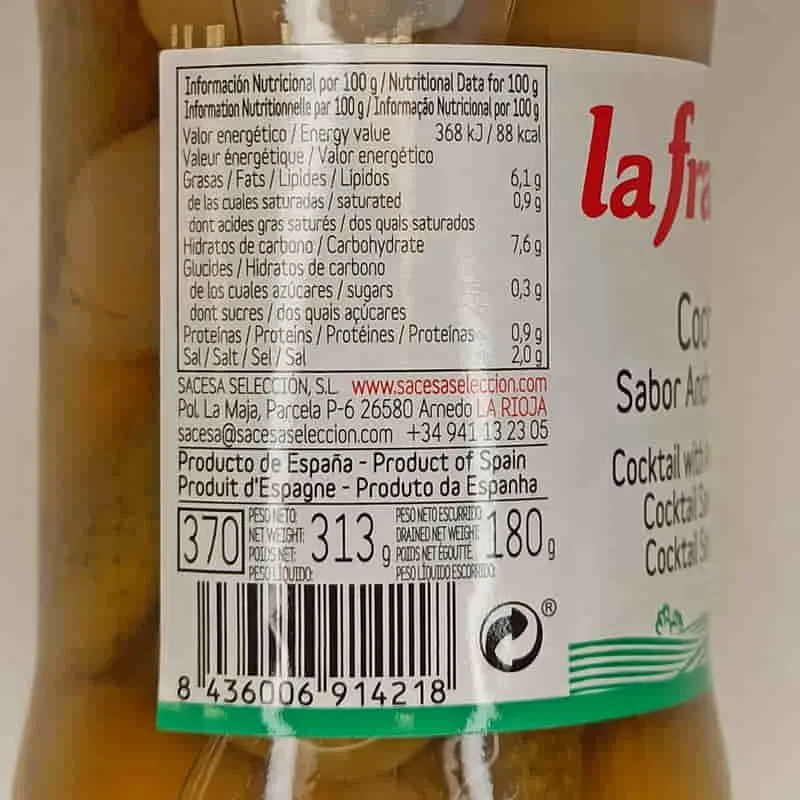 Información Nutricional por 100 g / Nutritional Data for 100 g
Information Nutritionnelle par 100 g / Informação Nutricional por 100 g
Valor energético / Energy value 368 kJ / 88 kcal
Valeur énergétique / Valor energético
Grasas / Fats / Lipides / Lípidos 6,1 g
de las cuales saturadas / saturated 0,9 g
dont acides gras saturés / dos quais saturados
Hidratos de carbono / Carbohydrate 7,6 g
Glucides / Hidratos de carbono
de los cuales azúcares / sugars 0,3 g
dont sucres / dos quais açúcares
Proteínas / Proteins / Protéines / Proteínas 0,9 g
Sal / Salt / Sel / Sal 2,0 g
SACESA SELECCIÓN, S.L. www.sacesaseleccion.com
Pol. La Maja, Parcela P-6 26580 Arnedo LA RIOJA
sacesa@sacesaseleccion.com +34 941 13 23 05
Producto de España - Product of Spain
Produit d'Espagne - Produto da Espanha
370
PESO NETO:
NET WEIGHT:
POIDS NET:
PESO LÍQUIDO:
313 g
PESO NETO ESCURRIDO:
DRAINED NET WEIGHT:
POIDS NET ÉGOUTTÉ:
PESO LÍQUIDO ESCORRIDO:
180 g
8 436006 914218
®
la fra
Coc
Sabor Anch
Cocktail with
Cocktail
Cocktail